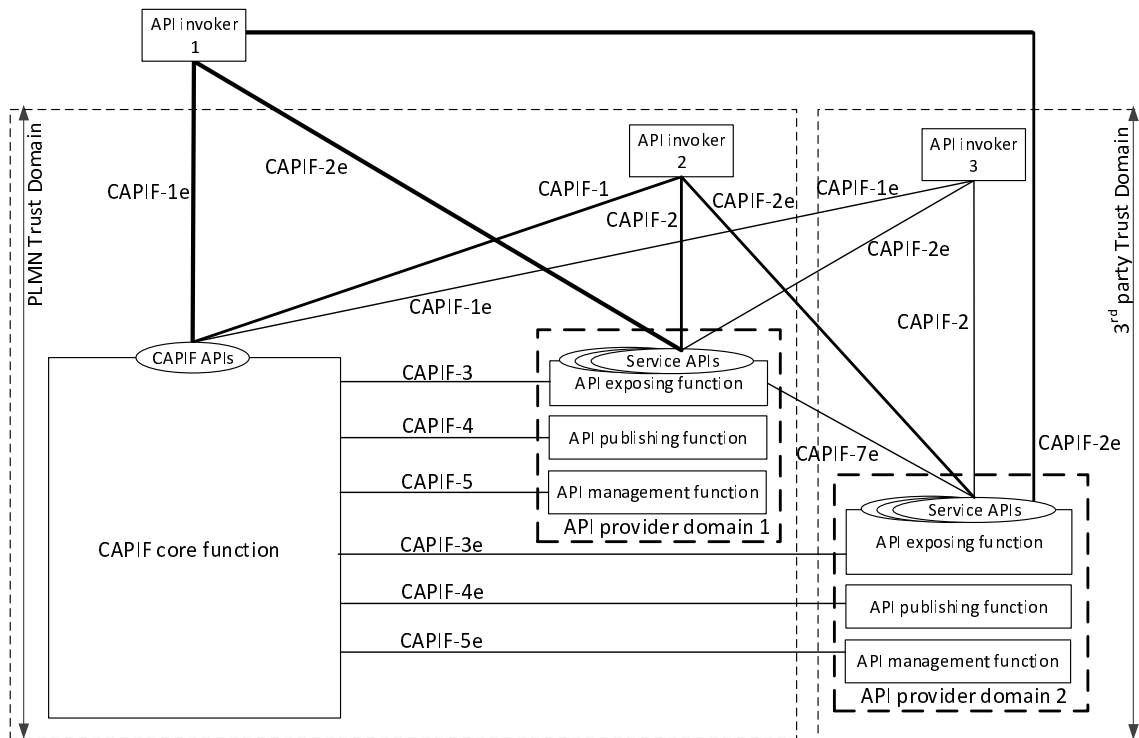 API invoker
1
PLMN Trust Domain
3rd party Trust Domain
API invoker
2
API invoker
3
CAPIF-1e
CAPIF-2e
CAPIF-1
CAPIF-2
CAPIF-2e
CAPIF-1e
CAPIF-2e
CAPIF-1e
CAPIF-2
CAPIF APIs
Service APIs
CAPIF-3
API exposing function
CAPIF-4
API publishing function
CAPIF-7e
CAPIF-2e
CAPIF-5
API management function
Service APIs
API provider domain 1
CAPIF core function
CAPIF-3e
API exposing function
CAPIF-4e
API publishing function
CAPIF-5e
API management function
API provider domain 2